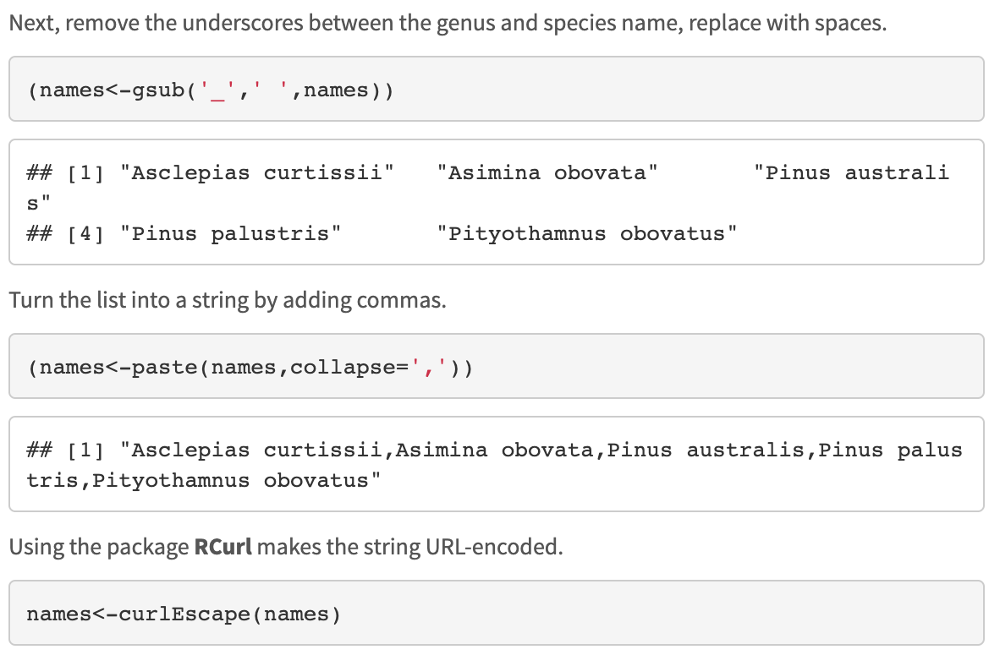 Next, remove the underscores between the genus and species name, replace with spaces.
(names<-gsub('_',' ',names))
## [1] "Asclepias curtissii"   "Asimina obovata"       "Pinus australi
s"
## [4] "Pinus palustris"       "Pityothamnus obovatus"
Turn the list into a string by adding commas.
(names<-paste(names,collapse=','))
## [1] "Asclepias curtissii,Asimina obovata,Pinus australis,Pinus palus
tris,Pityothamnus obovatus"
Using the package RCurl makes the string URL-encoded.
names<-curlEscape(names)